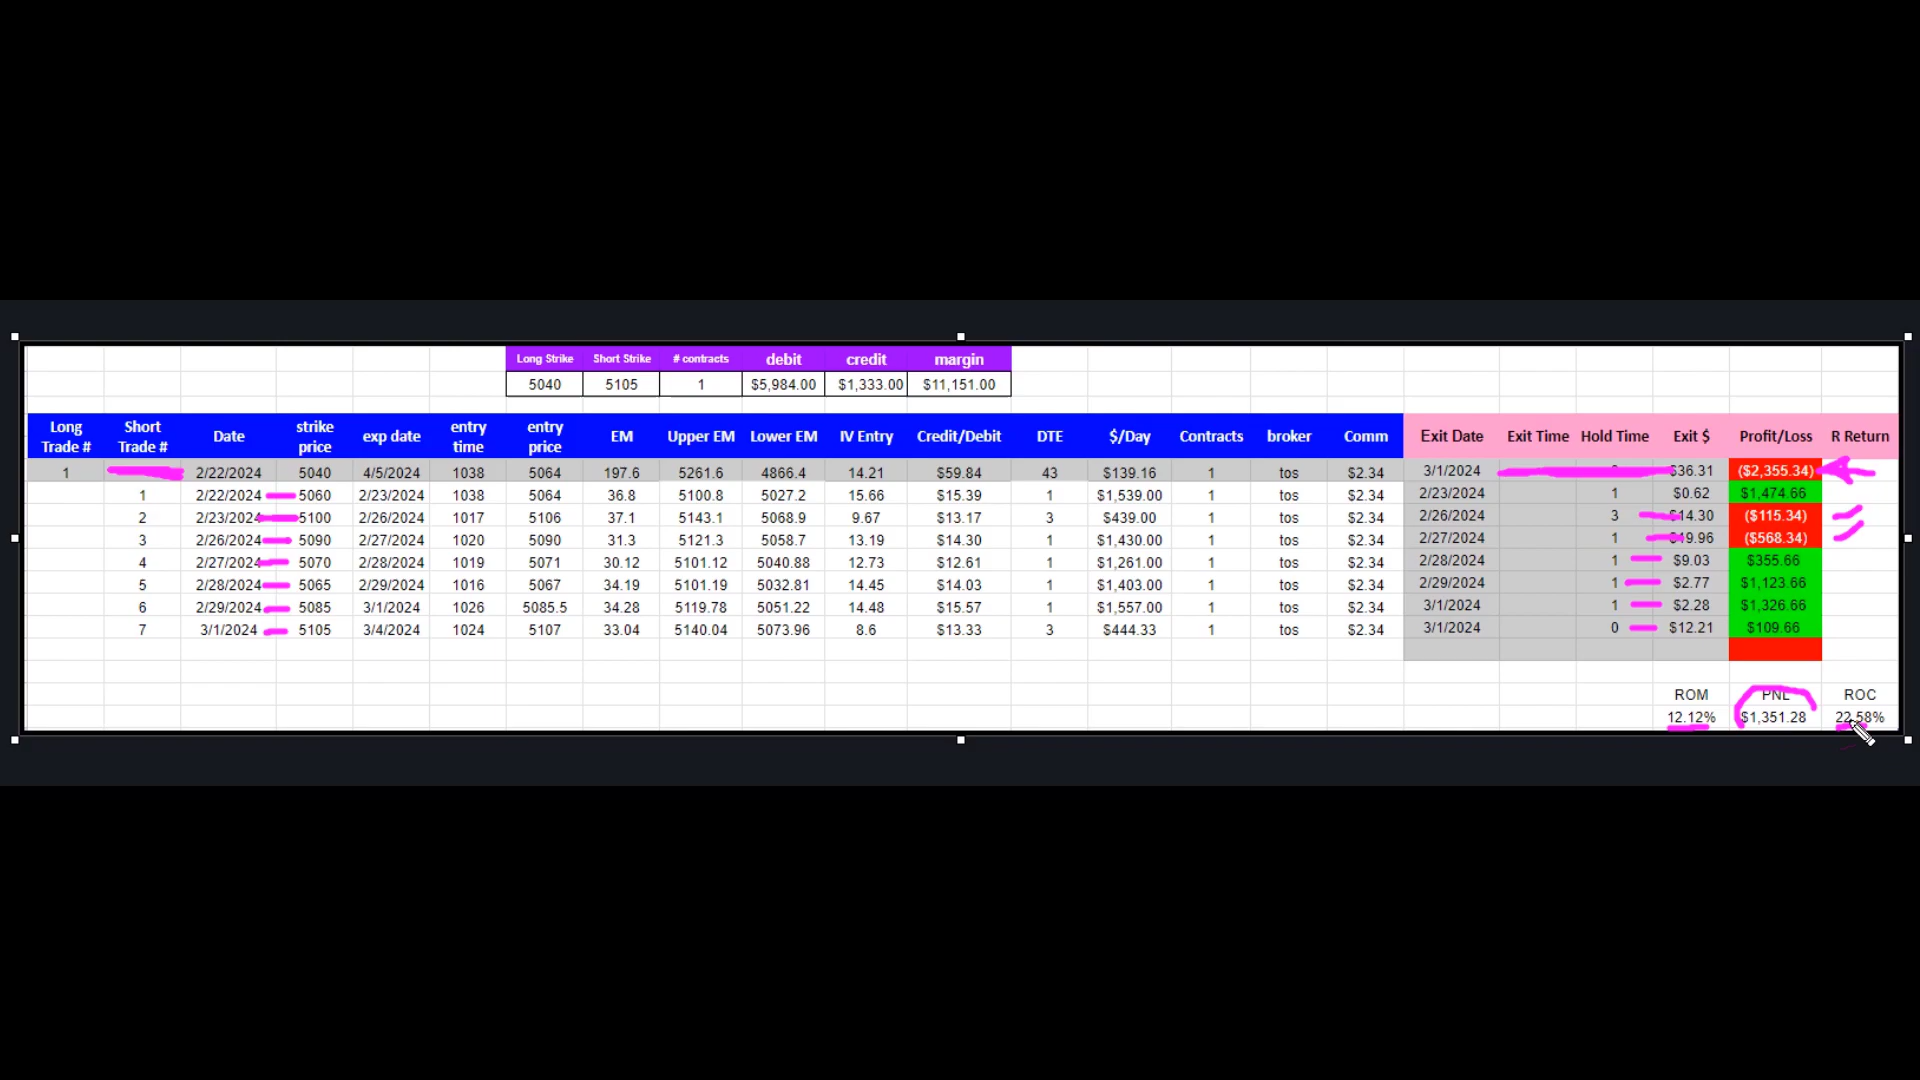 Long Strike Short Strike # contracts debit credit margin
5040 5105 1 $5,984.00 $1,333.00 $11,151.00
Long Trade # Short Trade # Date strike price exp date entry time entry price EM Upper EM Lower EM IV Entry Credit/Debit DTE $/Day Contracts broker Comm Exit Date Exit Time Hold Time Exit $ Profit/Loss R Return
1 2/22/2024 5040 4/5/2024 1038 5064 197.6 5261.6 4866.4 14.21 $59.84 43 $139.16 1 tos $2.34 3/1/2024 $36.31 ($2,355.34)
1 2/22/2024 5060 2/23/2024 1038 5064 36.8 5100.8 5027.2 15.66 $15.39 1 $1,539.00 1 tos $2.34 2/23/2024 1 $0.62 $1,474.66
2 2/23/2024 5100 2/26/2024 1017 5106 37.1 5143.1 5068.9 9.67 $13.17 3 $439.00 1 tos $2.34 2/26/2024 3 $14.30 ($115.34)
3 2/26/2024 5090 2/27/2024 1020 5090 31.3 5121.3 5058.7 13.19 $14.30 1 $1,430.00 1 tos $2.34 2/27/2024 1 $19.96 ($568.34)
4 2/27/2024 5070 2/28/2024 1019 5071 30.12 5101.12 5040.88 12.73 $12.61 1 $1,261.00 1 tos $2.34 2/28/2024 1 $9.03 $355.66
5 2/28/2024 5065 2/29/2024 1016 5067 34.19 5101.19 5032.81 14.45 $14.03 1 $1,403.00 1 tos $2.34 2/29/2024 1 $2.77 $1,123.66
6 2/29/2024 5085 3/1/2024 1026 5085.5 34.28 5119.78 5051.22 14.48 $15.57 1 $1,557.00 1 tos $2.34 3/1/2024 1 $2.28 $1,326.66
7 3/1/2024 5105 3/4/2024 1024 5107 33.04 5140.04 5073.96 8.6 $13.33 3 $444.33 1 tos $2.34 3/1/2024 0 $12.21 $109.66
ROM PNL ROC
12.12% $1,351.28 22.58%